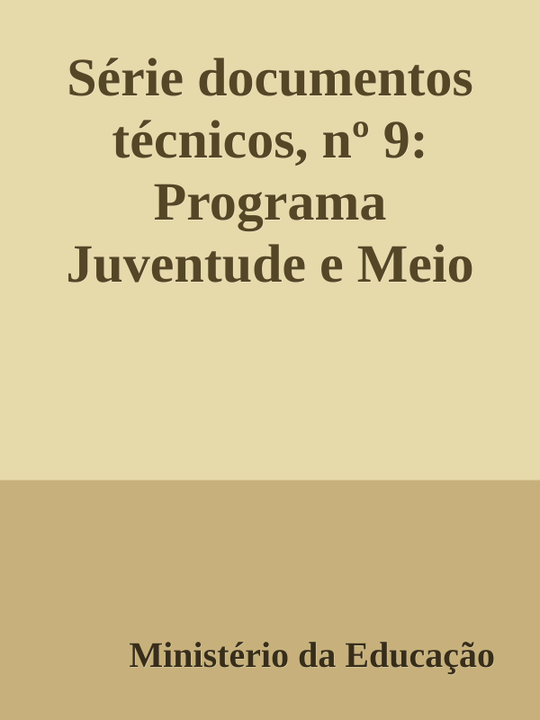 Série documentos
técnicos, nº 9:
Programa
Juventude e Meio
Ministério da Educação